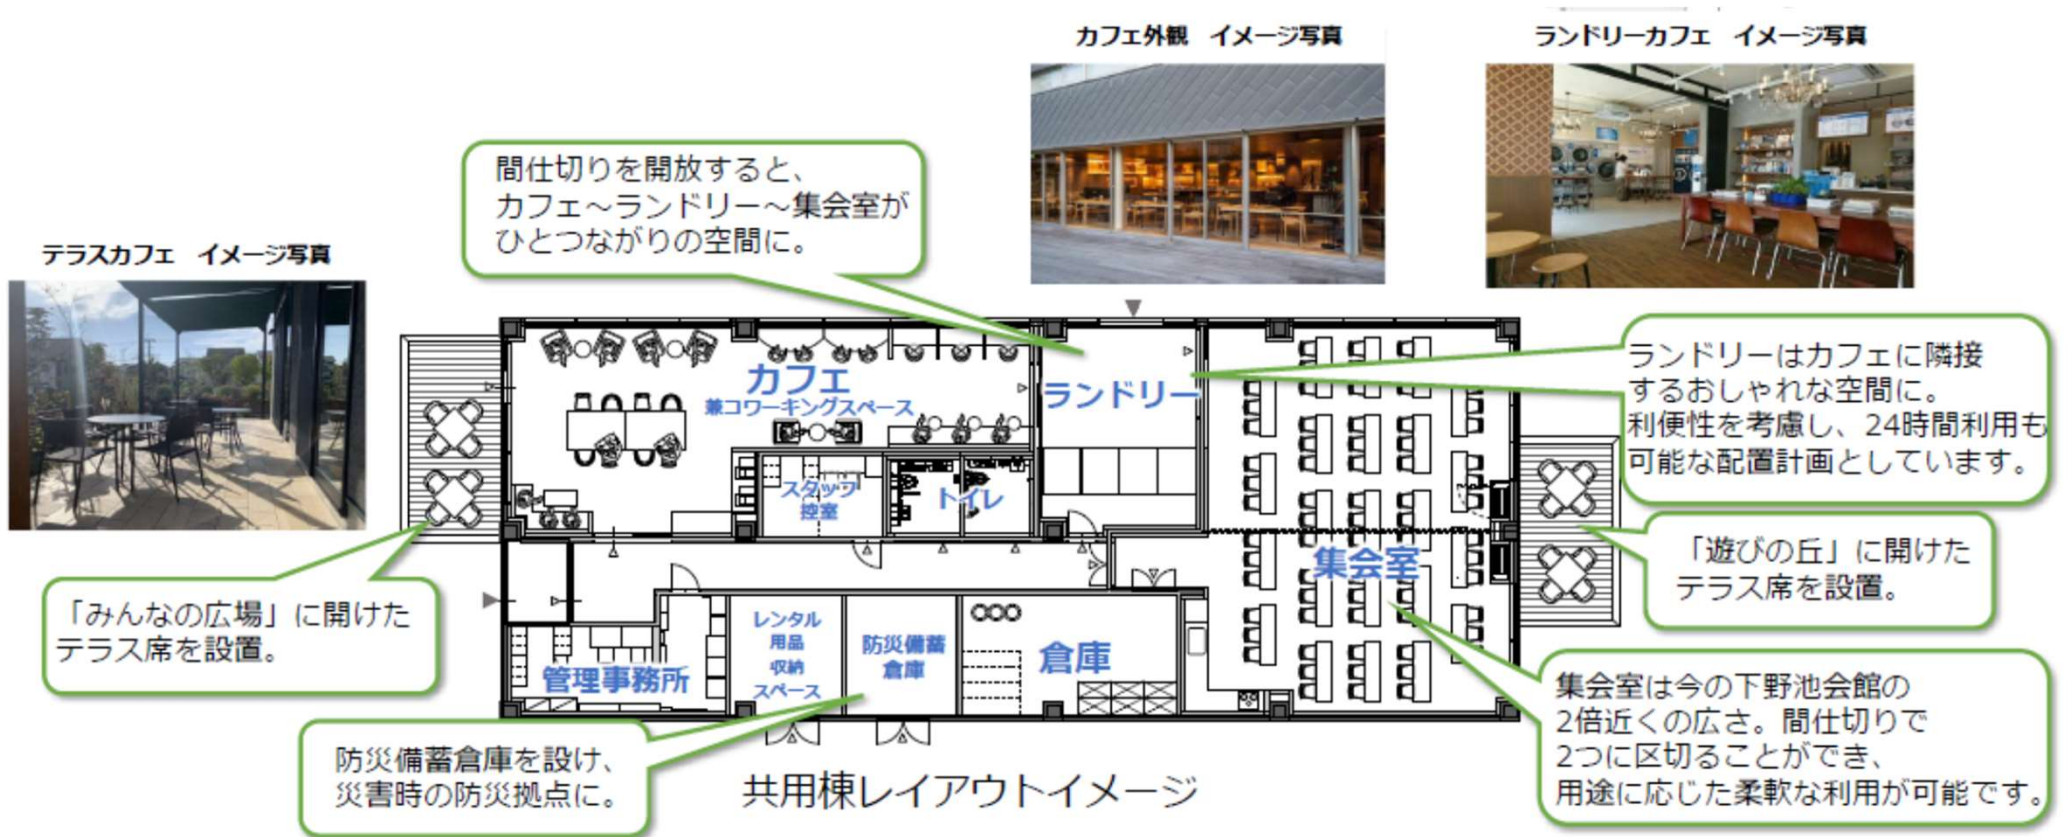 カフェ外観　イメージ写真
ランドリーカフェ　イメージ写真
間仕切りを開放すると、
カフェ～ランドリー～集会室が
ひとつながりの空間に。
テラスカフェ　イメージ写真
ランドリーはカフェに隣接
するおしゃれな空間に。
利便性を考慮し、24時間利用も
可能な配置計画としています。
カフェ
兼コワーキングスペース
ランドリー
スタッフ
控室
トイレ
集会室
「遊びの丘」に開けた
テラス席を設置。
「みんなの広場」に開けた
テラス席を設置。
管理事務所
レンタル
用品
収納
スペース
防災備蓄
倉庫
倉庫
集会室は今の下野池会館の
2倍近くの広さ。間仕切りで
2つに区切ることができ、
用途に応じた柔軟な利用が可能です。
防災備蓄倉庫を設け、
災害時の防災拠点に。
共用棟レイアウトイメージ